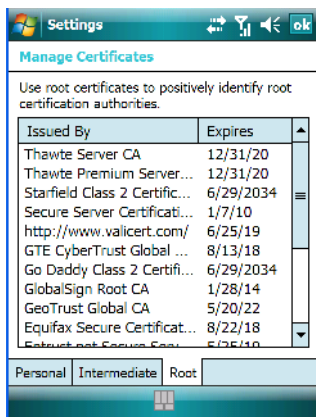 Settings
ok
Manage Certificates
Use root certificates to positively identify root
certification authorities.
Issued By Expires
Thawte Server CA 12/31/20
Thawte Premium Server... 12/31/20
Starfield Class 2 Certific... 6/29/2034
Secure Server Certificati... 1/7/10
http://www.valicert.com/ 6/25/19
GTE CyberTrust Global ... 8/13/18
Go Daddy Class 2 Certifi... 6/29/2034
GlobalSign Root CA 1/28/14
GeoTrust Global CA 5/20/22
Equifax Secure Certificat... 8/22/18
Entrust.net Secure Serv...
Personal Intermediate Root